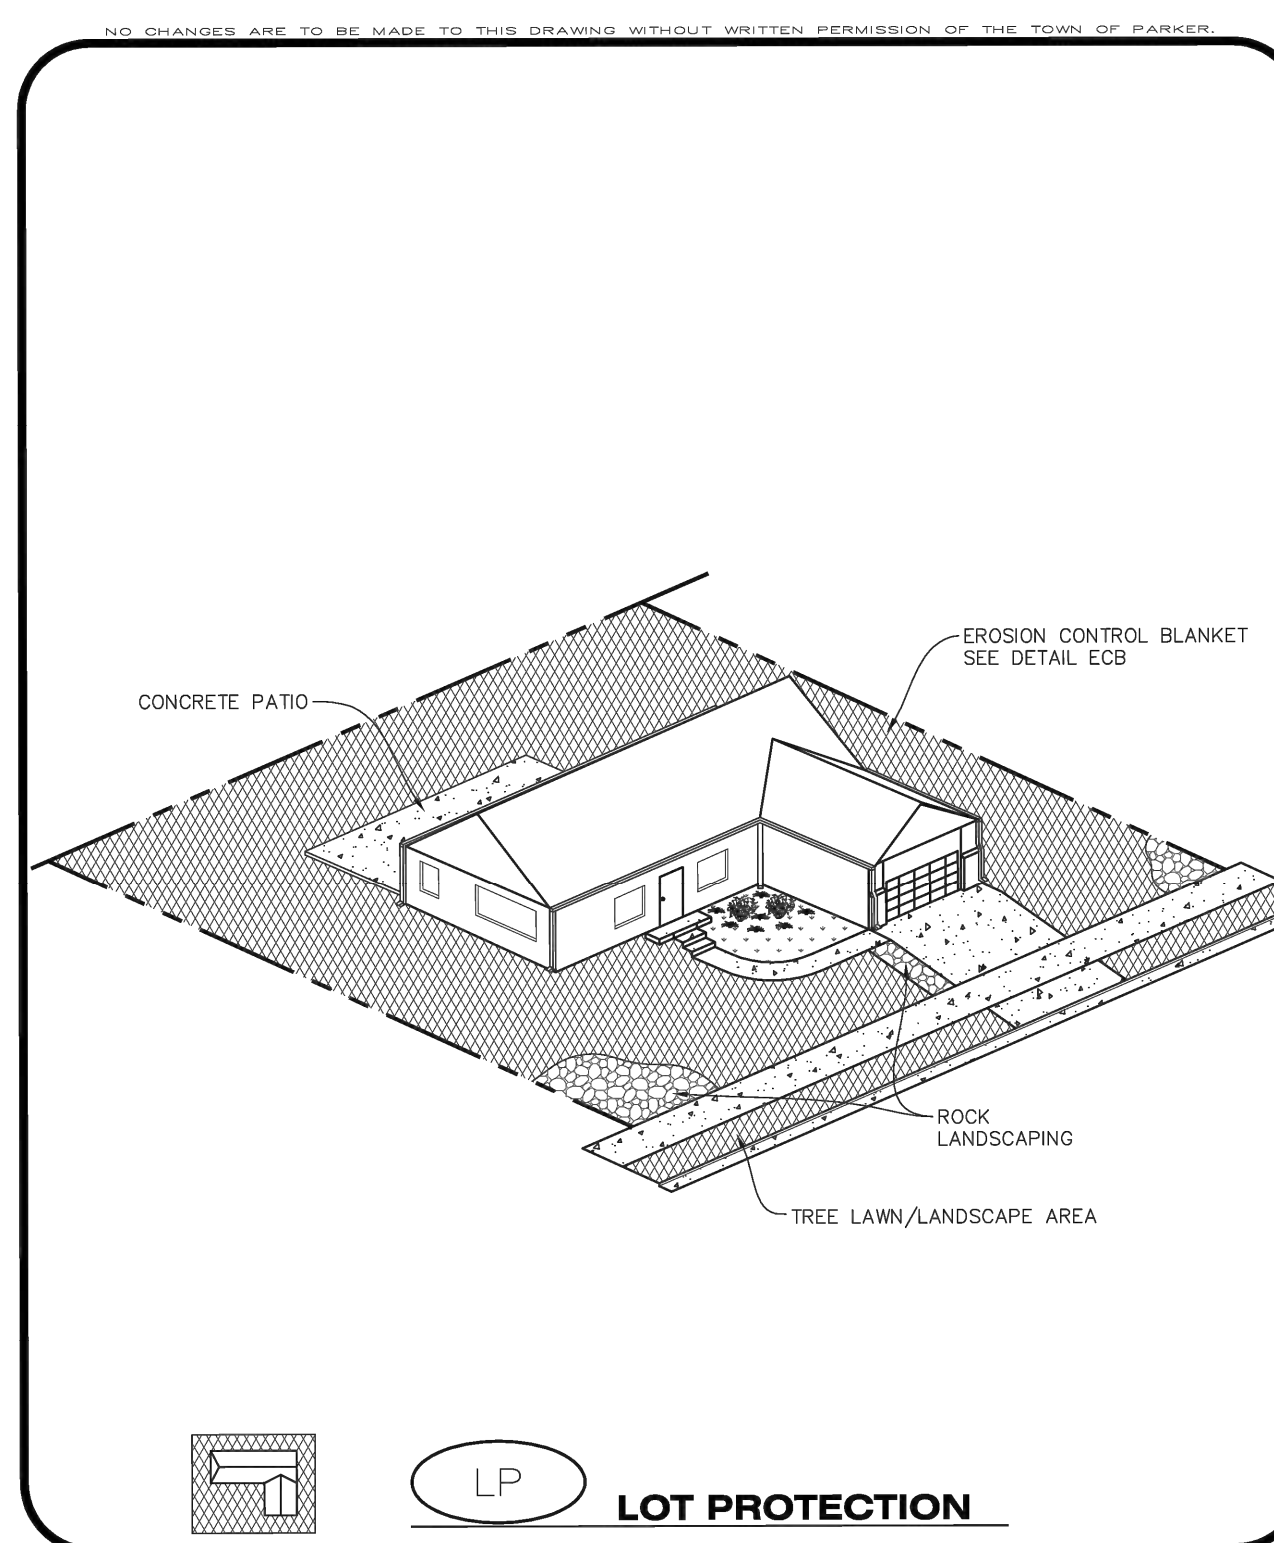 NO CHANGES ARE TO BE MADE TO THIS DRAWING WITHOUT WRITTEN PERMISSION OF THE TOWN OF PARKER.
EROSION CONTROL BLANKET
SEE DETAIL ECB
CONCRETE PATIO
ROCK
LANDSCAPING
TREE LAWN/LANDSCAPE AREA
LP
LOT PROTECTION